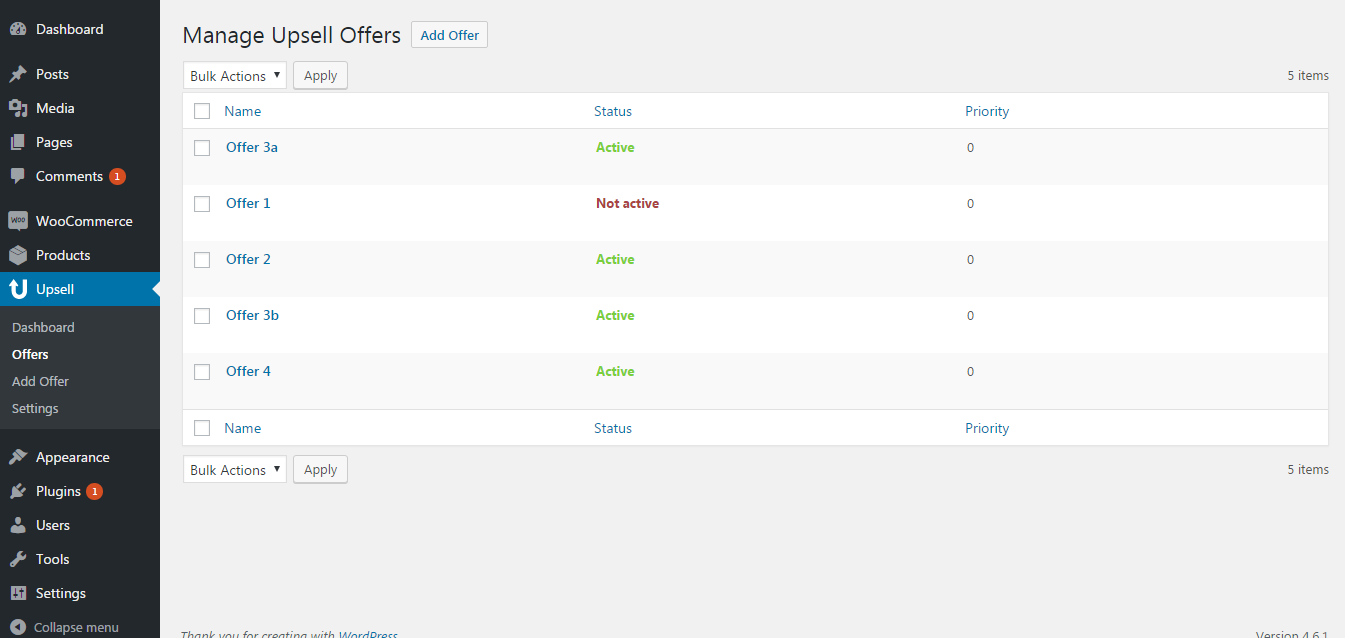 Dashboard
Posts
Media
Pages
Comments 1
WOO WooCommerce
Products
Upsell
Dashboard
Offers
Add Offer
Settings
Appearance
Plugins 1
Users
Tools
Settings
Collapse menu
Manage Upsell Offers Add Offer
Bulk Actions Apply 5 items
Name Status Priority
Offer 3a Active 0
Offer 1 Not active 0
Offer 2 Active 0
Offer 3b Active 0
Offer 4 Active 0
Name Status Priority
Bulk Actions Apply 5 items
Thank you for creating with WordPress Version 4.6.1